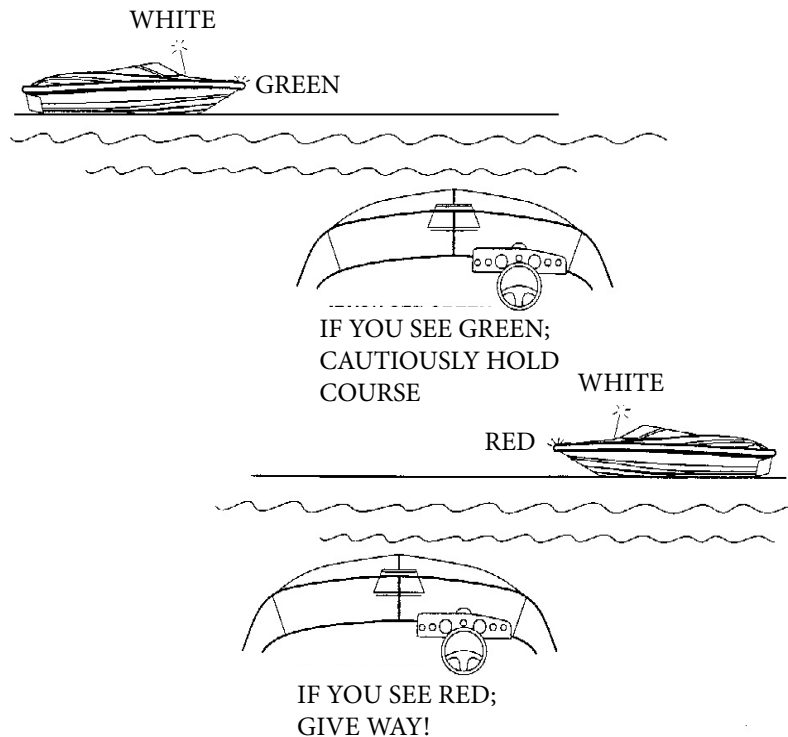 WHITE
GREEN
IF YOU SEE GREEN;
CAUTIOUSLY HOLD
COURSE
WHITE
RED
IF YOU SEE RED;
GIVE WAY!